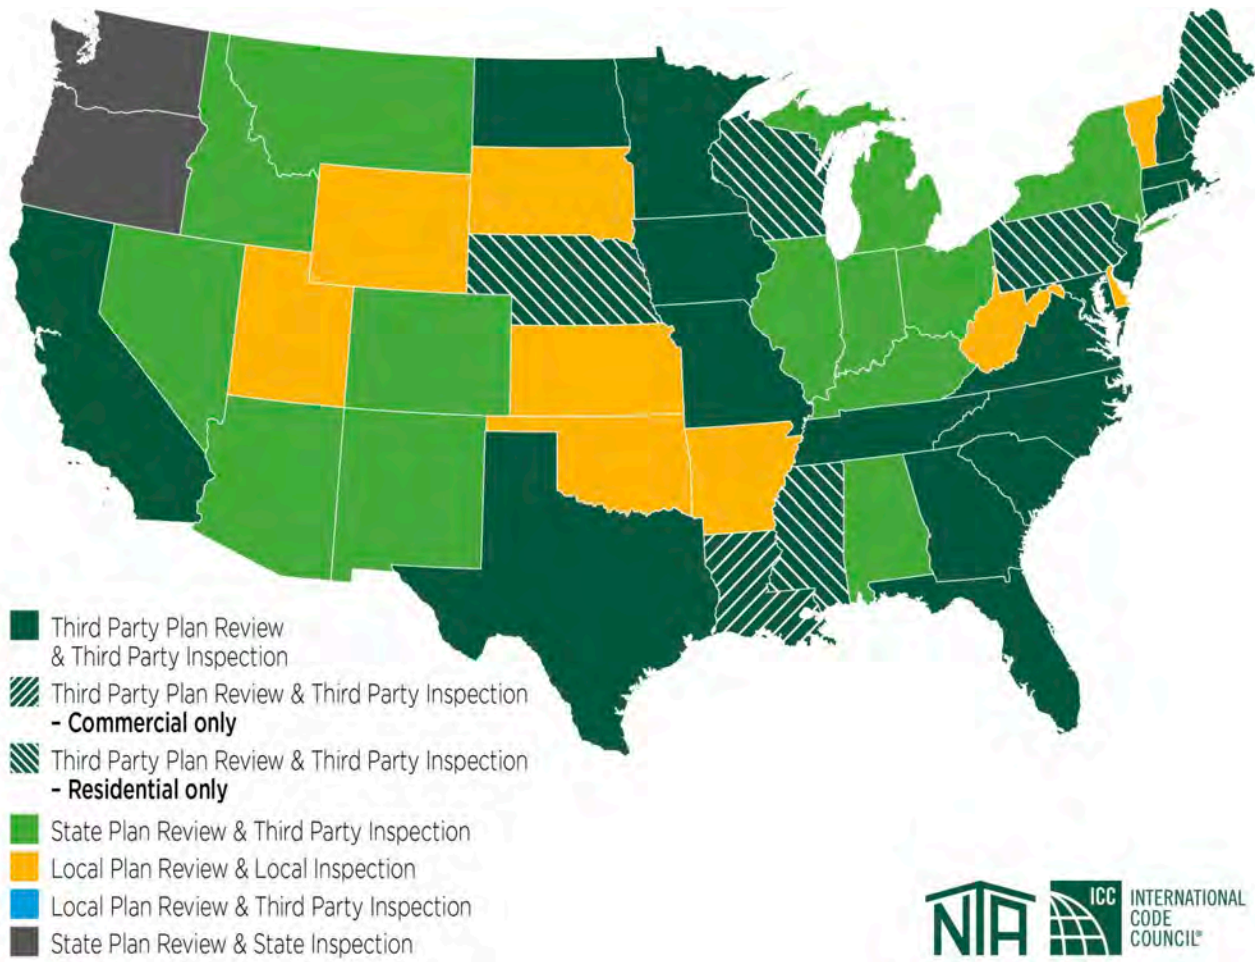 Third Party Plan Review
& Third Party Inspection
Third Party Plan Review & Third Party Inspection
– Commercial only
Third Party Plan Review & Third Party Inspection
– Residential only
State Plan Review & Third Party Inspection
Local Plan Review & Local Inspection
Local Plan Review & Third Party Inspection
State Plan Review & State Inspection
NTA
ICC
INTERNATIONAL
CODE
COUNCIL®